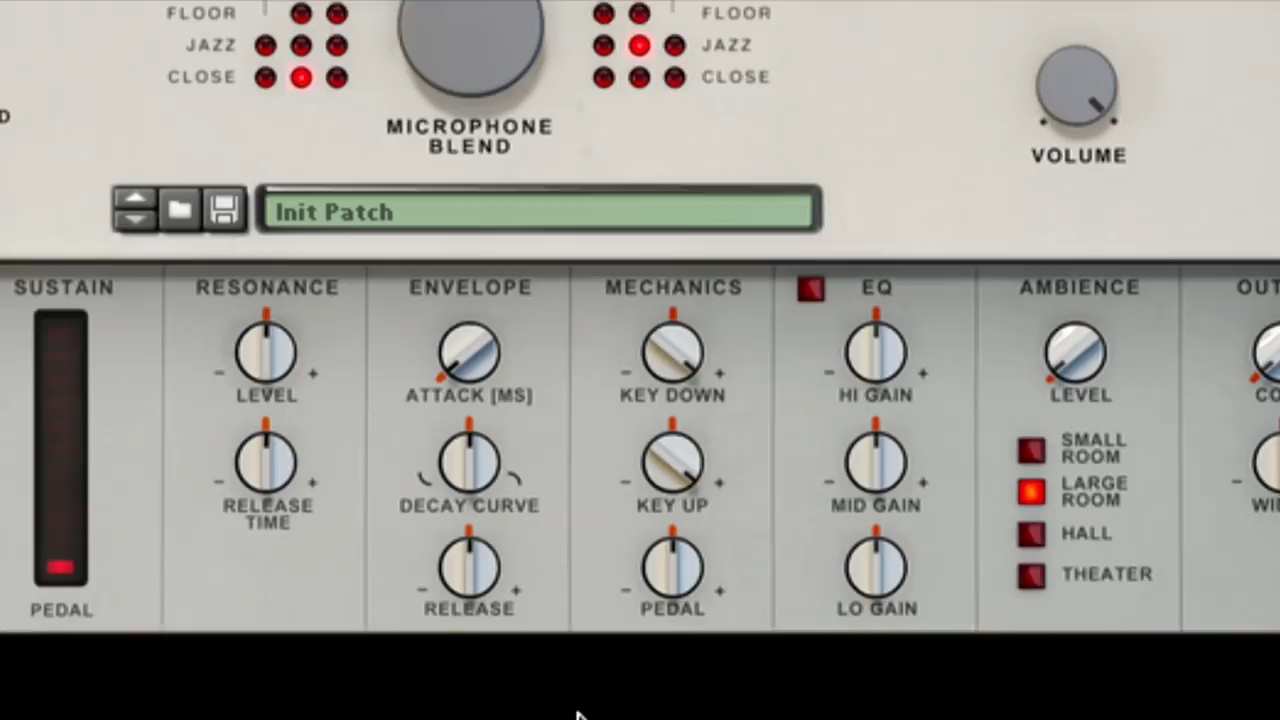 FLOOR
FLOOR
JAZZ
JAZZ
CLOSE
CLOSE
MICROPHONE
BLEND
VOLUME
Init Patch
SUSTAIN
RESONANCE
ENVELOPE
MECHANICS
EQ
AMBIENCE
LEVEL
ATTACK [MS]
KEY DOWN
HI GAIN
LEVEL
SMALL
ROOM
LARGE
ROOM
RELEASE
TIME
DECAY CURVE
KEY UP
MID GAIN
HALL
THEATER
PEDAL
RELEASE
PEDAL
LO GAIN